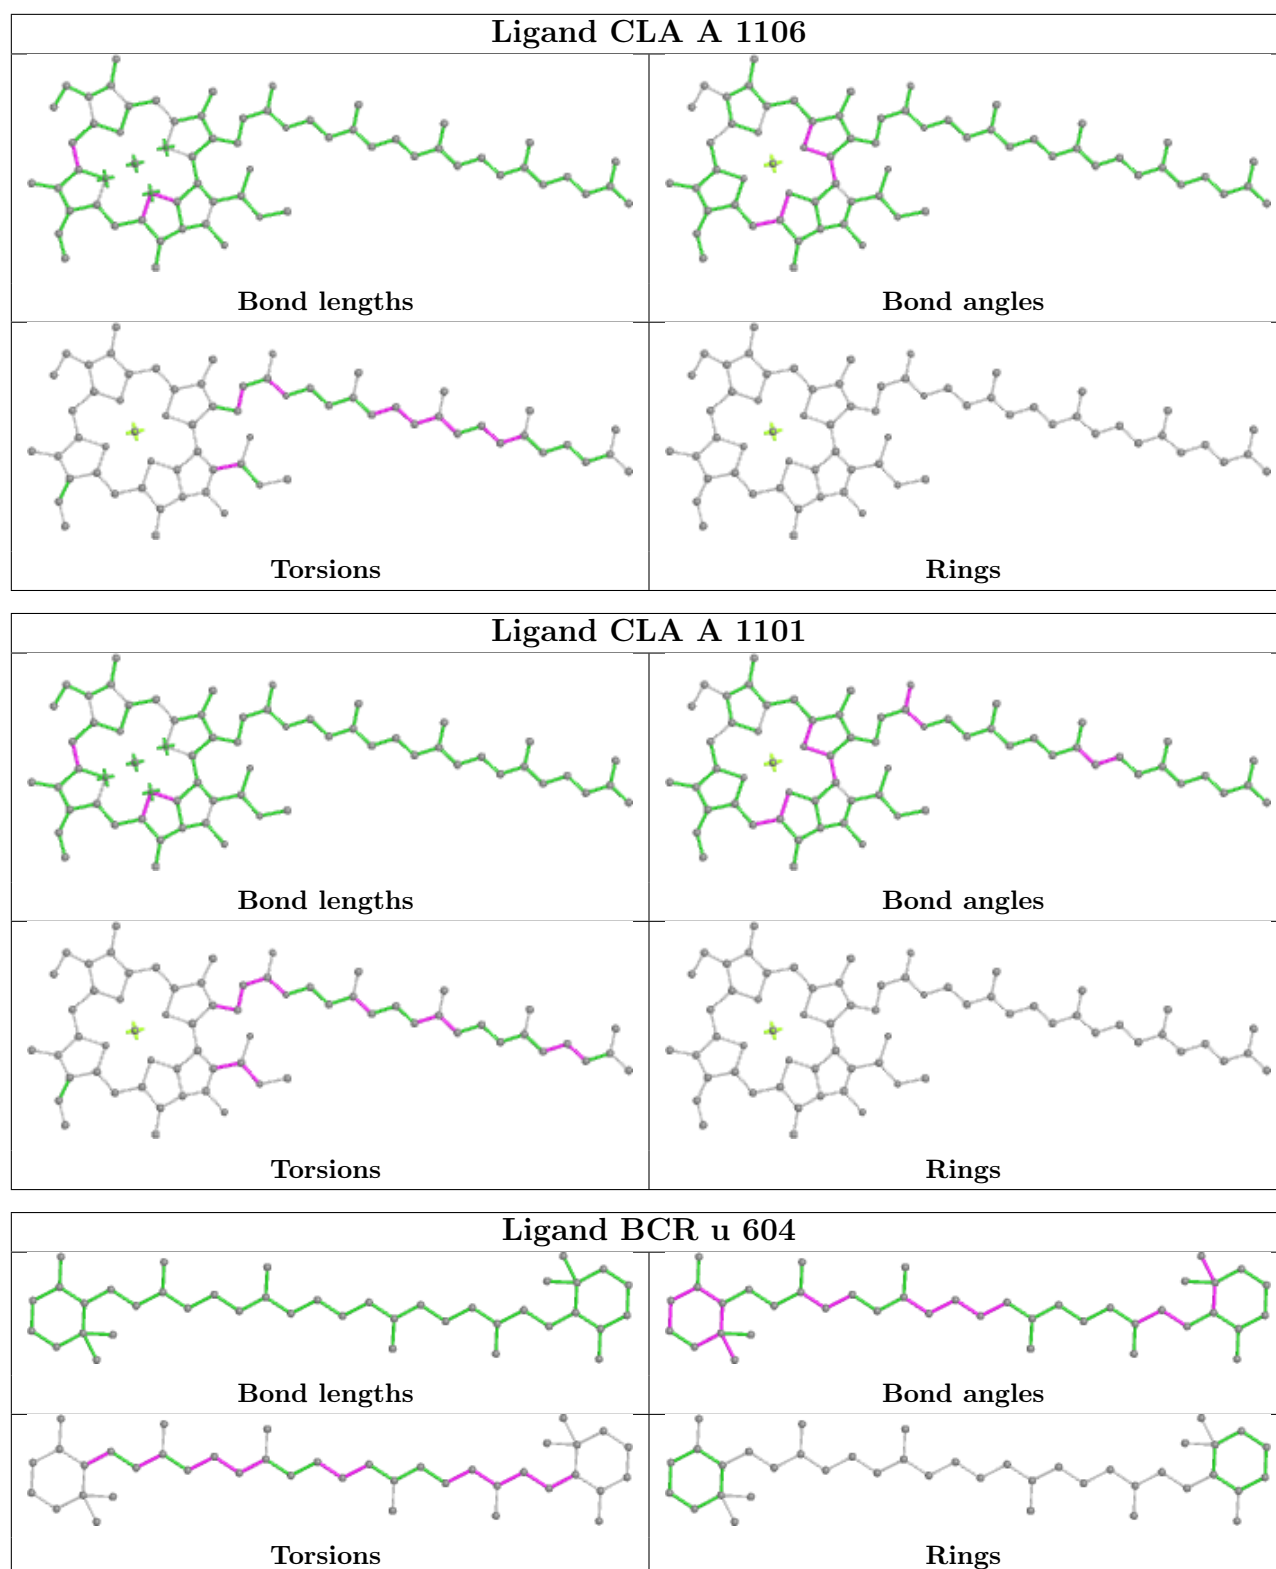 Ligand CLA A 1106
Bond lengths
Bond angles
Torsions
Rings
Ligand CLA A 1101
Bond lengths
Bond angles
Torsions
Rings
Ligand BCR u 604
Bond lengths
Bond angles
Torsions
Rings